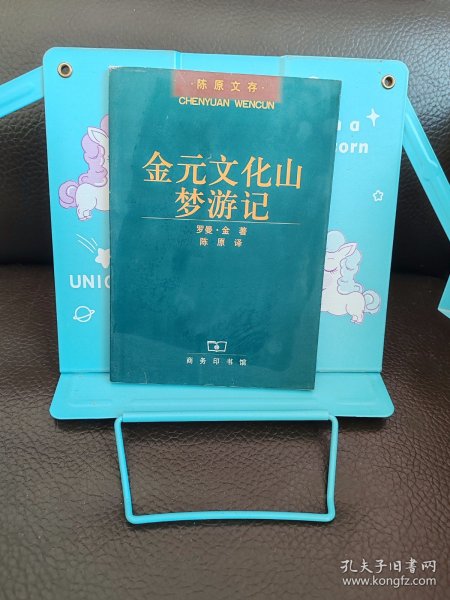 ·陈原文存·
CHENYUAN WENCUN
金元文化山
梦游记
罗曼·金 著
陈原 译
商务印书馆
UNIC
a
orn
孔夫子旧书网
www.kongfz.com